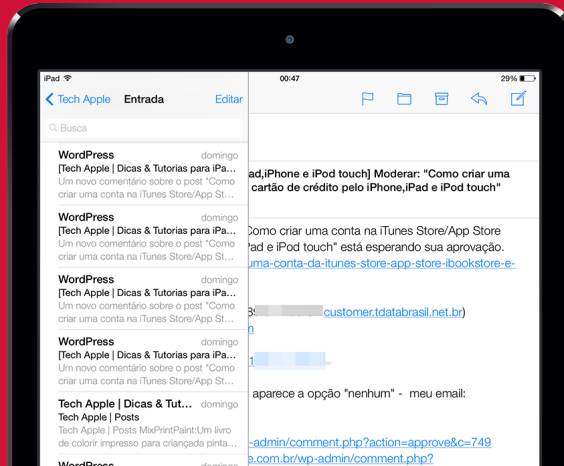 iPad
00:47
29%
Tech Apple
Entrada
Editar
Busca
WordPress
domingo
[Tech Apple | Dicas & Tutorias para iPa...
Um novo comentário sobre o post "Como
criar uma conta na iTunes Store/App St...
WordPress
domingo
[Tech Apple | Dicas & Tutorias para iPa...
Um novo comentário sobre o post "Como
criar uma conta na iTunes Store/App St...
WordPress
domingo
[Tech Apple | Dicas & Tutorias para iPa...
Um novo comentário sobre o post "Como
criar uma conta na iTunes Store/App St...
WordPress
domingo
[Tech Apple | Dicas & Tutorias para iPa...
Um novo comentário sobre o post "Como
criar uma conta na iTunes Store/App St...
Tech Apple | Dicas & Tut...
domingo
Tech Apple | Posts
Tech Apple | Posts MixPrintPaint:Um livro
de colorir impresso para criançada pinta...
WordPress
domingo
ad,iPhone e iPod touch] Moderar: "Como criar uma
cartão de crédito pelo iPhone,iPad e iPod touch"
Como criar uma conta na iTunes Store/App Store
Pad e iPod touch" está esperando sua aprovação.
uma-conta-da-itunes-store-app-store-ibookstore-e-
customer.tdatabrasil.net.br)
aparece a opção "nenhum" - meu email:
-admin/comment.php?action=approve&c=749
e.com.br/wp-admin/comment.php?